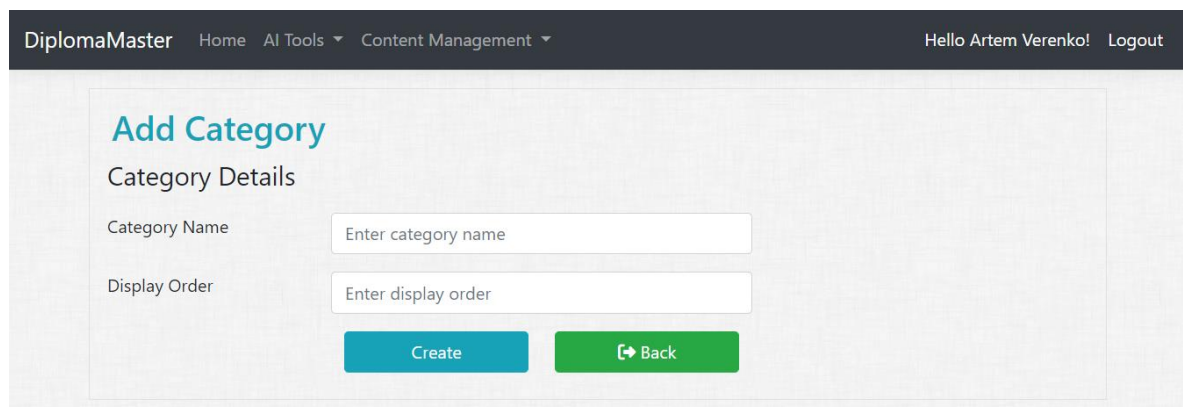 DiplomaMaster Home AI Tools Content Management Hello Artem Verenko! Logout
Add Category
Category Details
Category Name Enter category name
Display Order Enter display order
Create Back